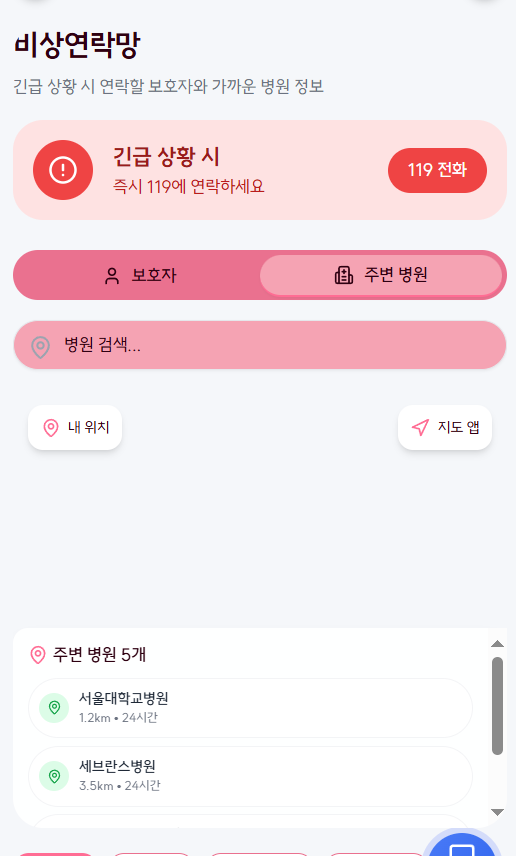 비상연락망
긴급 상황 시 연락할 보호자와 가까운 병원 정보
긴급 상황 시
즉시 119에 연락하세요
119 전화
보호자
주변 병원
병원 검색...
내 위치
지도 앱
주변 병원 5개
서울대학교병원
1.2km • 24시간
세브란스병원
3.5km • 24시간